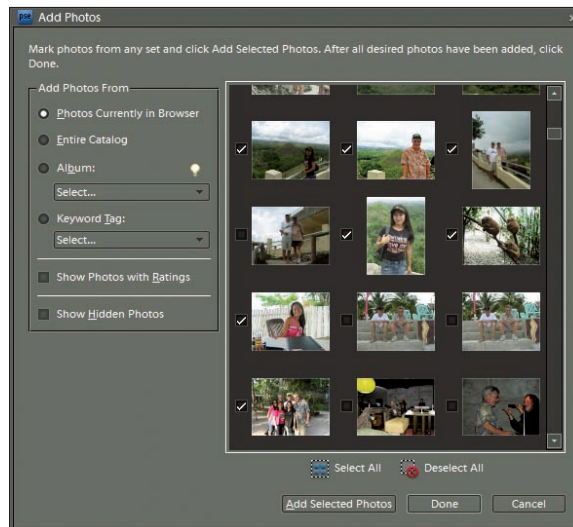 pse Add Photos
Mark photos from any set and click Add Selected Photos. After all desired photos have been added, click
Done.
Add Photos From
Photos Currently in Browser
Entire Catalog
Album:
Select...
Keyword Tag:
Select...
Show Photos with Ratings
Show Hidden Photos
Select All Deselect All
Add Selected Photos Done Cancel